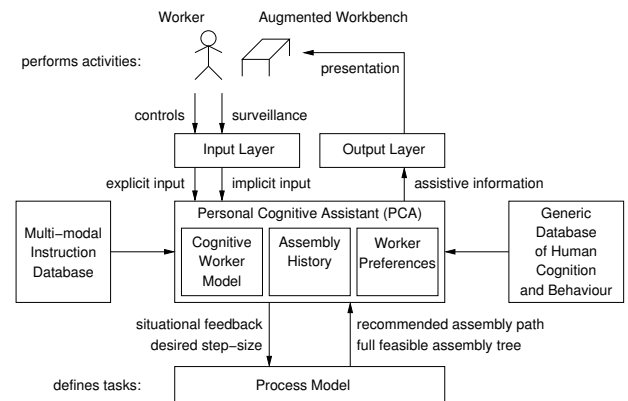 Worker
Augmented Workbench
performs activities:
presentation
controls
surveillance
Input Layer
Output Layer
explicit input
implicit input
assistive information
Multi-modal
Instruction
Database
Personal Cognitive Assistant (PCA)
Cognitive
Worker
Model
Assembly
History
Worker
Preferences
Generic
Database
of Human
Cognition
and Behaviour
situational feedback
desired step-size
recommended assembly path
full feasible assembly tree
defines tasks:
Process Model